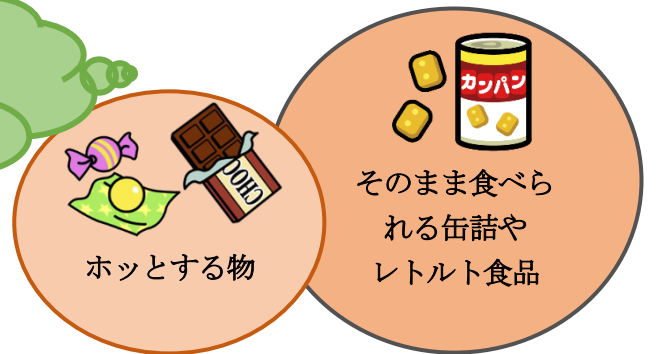 カンパン
そのまま食べら
れる缶詰や
レトルト食品
CHOC
ホッとする物